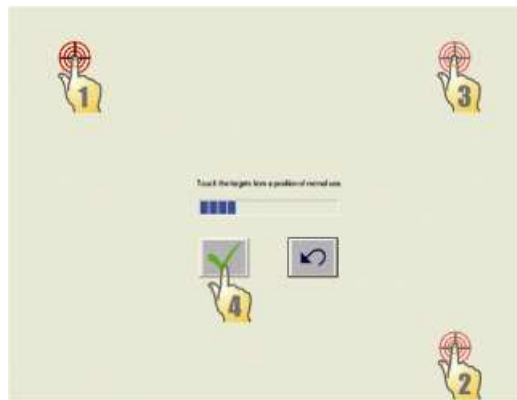 1
3
Touch the targets from a position of normal use.
4
2